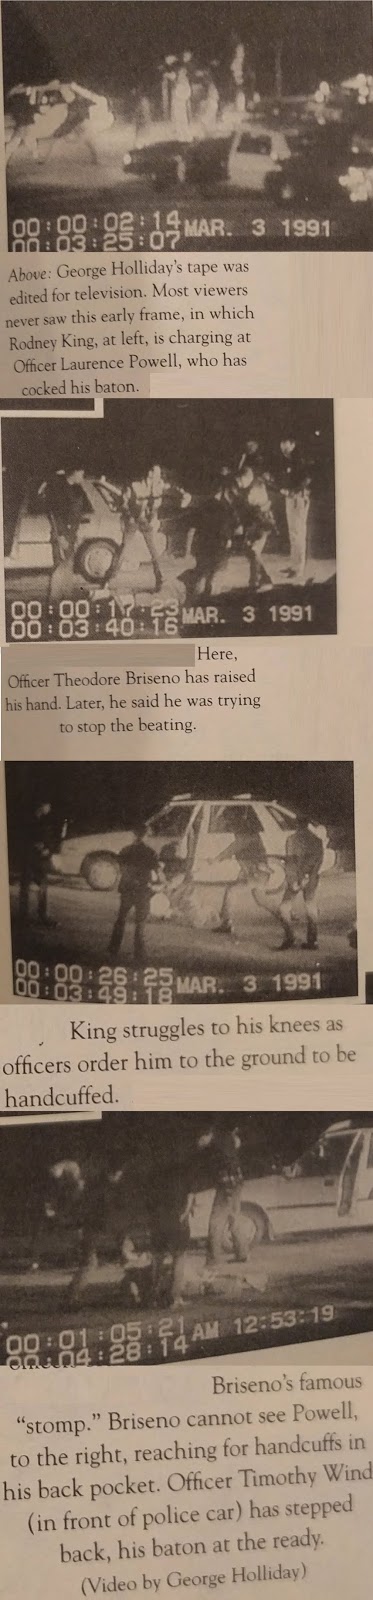 00:00:02:14 MAR. 3 1991
00:03:25:07
Above: George Holliday's tape was
edited for television. Most viewers
never saw this early frame, in which
Rodney King, at left, is charging at
Officer Laurence Powell, who has
cocked his baton.
00:00:17:23 MAR. 3 1991
00:03:40:16
Here,
Officer Theodore Briseno has raised
his hand. Later, he said he was trying
to stop the beating.
00:00:26:25 MAR. 3 1991
00:03:49:18
King struggles to his knees as
officers order him to the ground to be
handcuffed.
00:01:05:21 AM 12:53:19
00:04:28:14
Briseno's famous
"stomp." Briseno cannot see Powell,
to the right, reaching for handcuffs in
his back pocket. Officer Timothy Wind
(in front of police car) has stepped
back, his baton at the ready.
(Video by George Holliday)